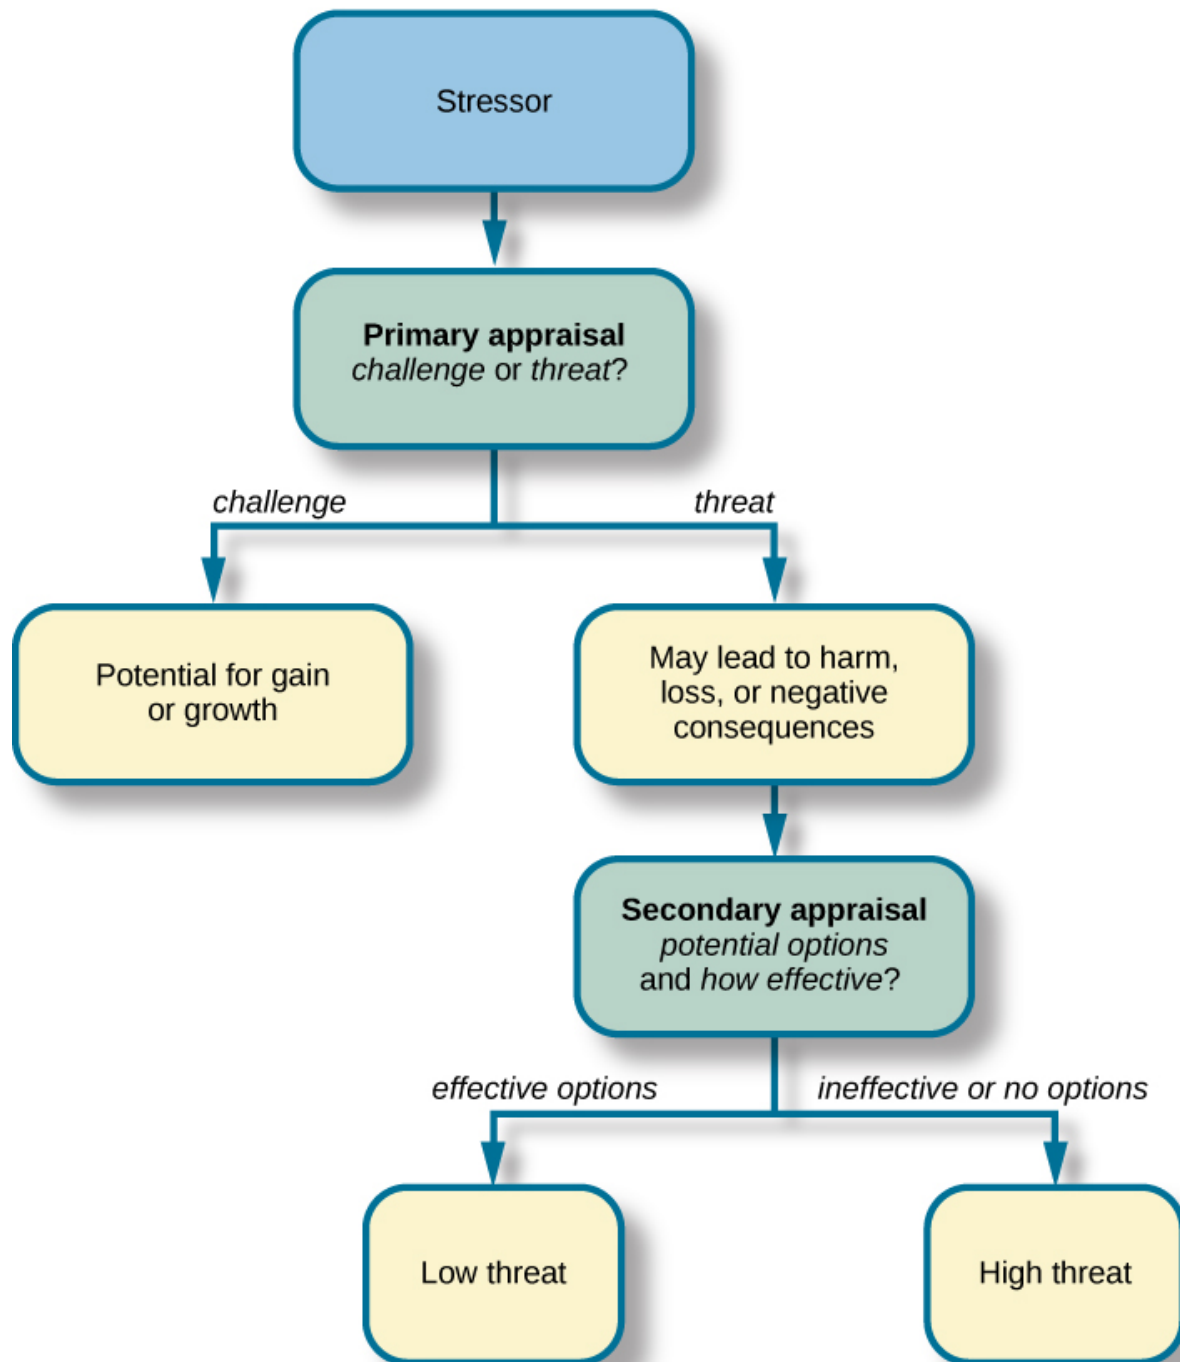 Stressor
Primary appraisal
challenge or threat?
challenge
threat
Potential for gain
or growth
May lead to harm,
loss, or negative
consequences
Secondary appraisal
potential options
and how effective?
effective options
ineffective or no options
Low threat
High threat